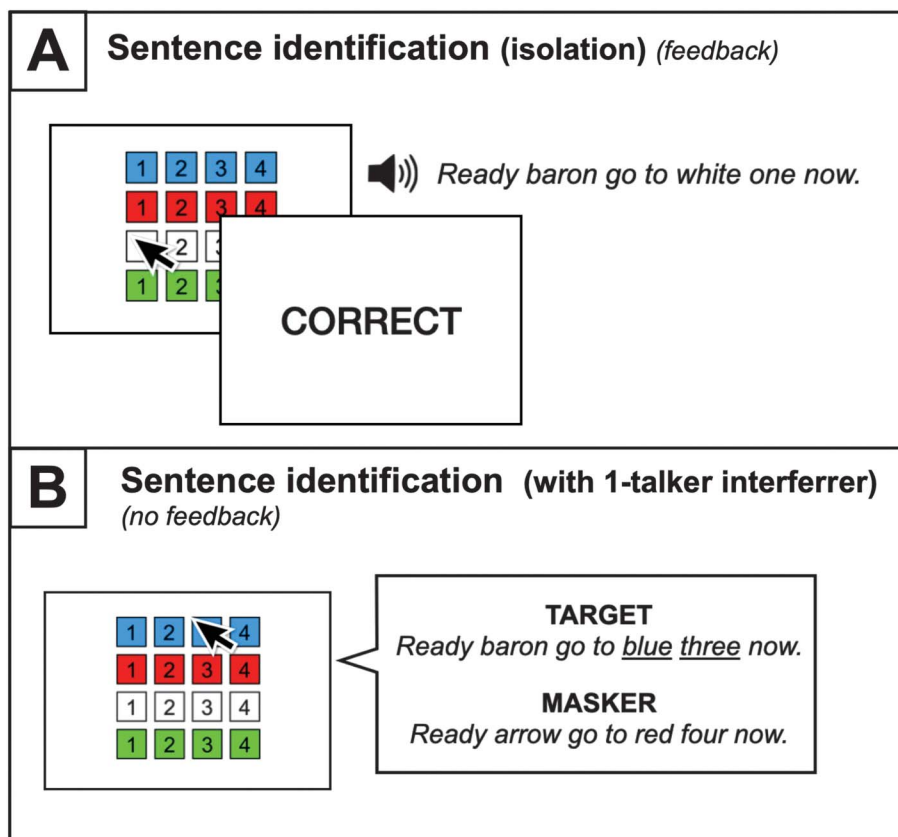 A
Sentence identification (isolation) (feedback)
1 2 3 4
Ready baron go to white one now.
1 2 3 4
2
1 2
CORRECT
B
Sentence identification (with 1-talker interferrer)
(no feedback)
1 2 4
1 2 3 4
1 2 3 4
1 2 3 4
TARGET
Ready baron go to blue three now.
MASKER
Ready arrow go to red four now.